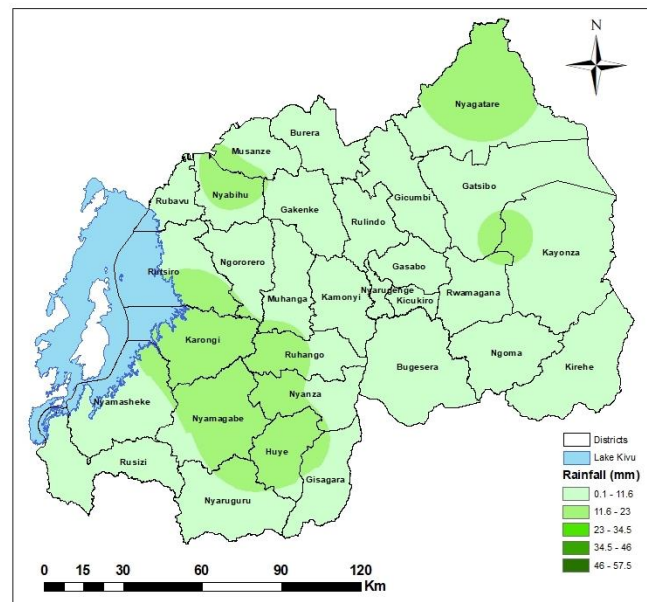 N
Nyagatare
Burera
Musanze
Nyabihu
Gatsibo
Rubavu
Gakenke
Rulindo
Gicumbi
Ngororero
Gasabo
Kayonza
Rutsiro
Nyarugenge
Kicukiro
Rwamagana
Muhanga
Kamonyi
Karongi
Ruhango
Bugesera
Ngoma
Kirehe
Nyanza
Nyamasheke
Nyamagabe
Huye
Rusizi
Gisagara
Nyaruguru
Districts
Lake Kivu
Rainfall (mm)
0.1 - 11.6
11.6 - 23
23 - 34.5
34.5 - 46
46 - 57.5
0 15 30 60 90 120
Km